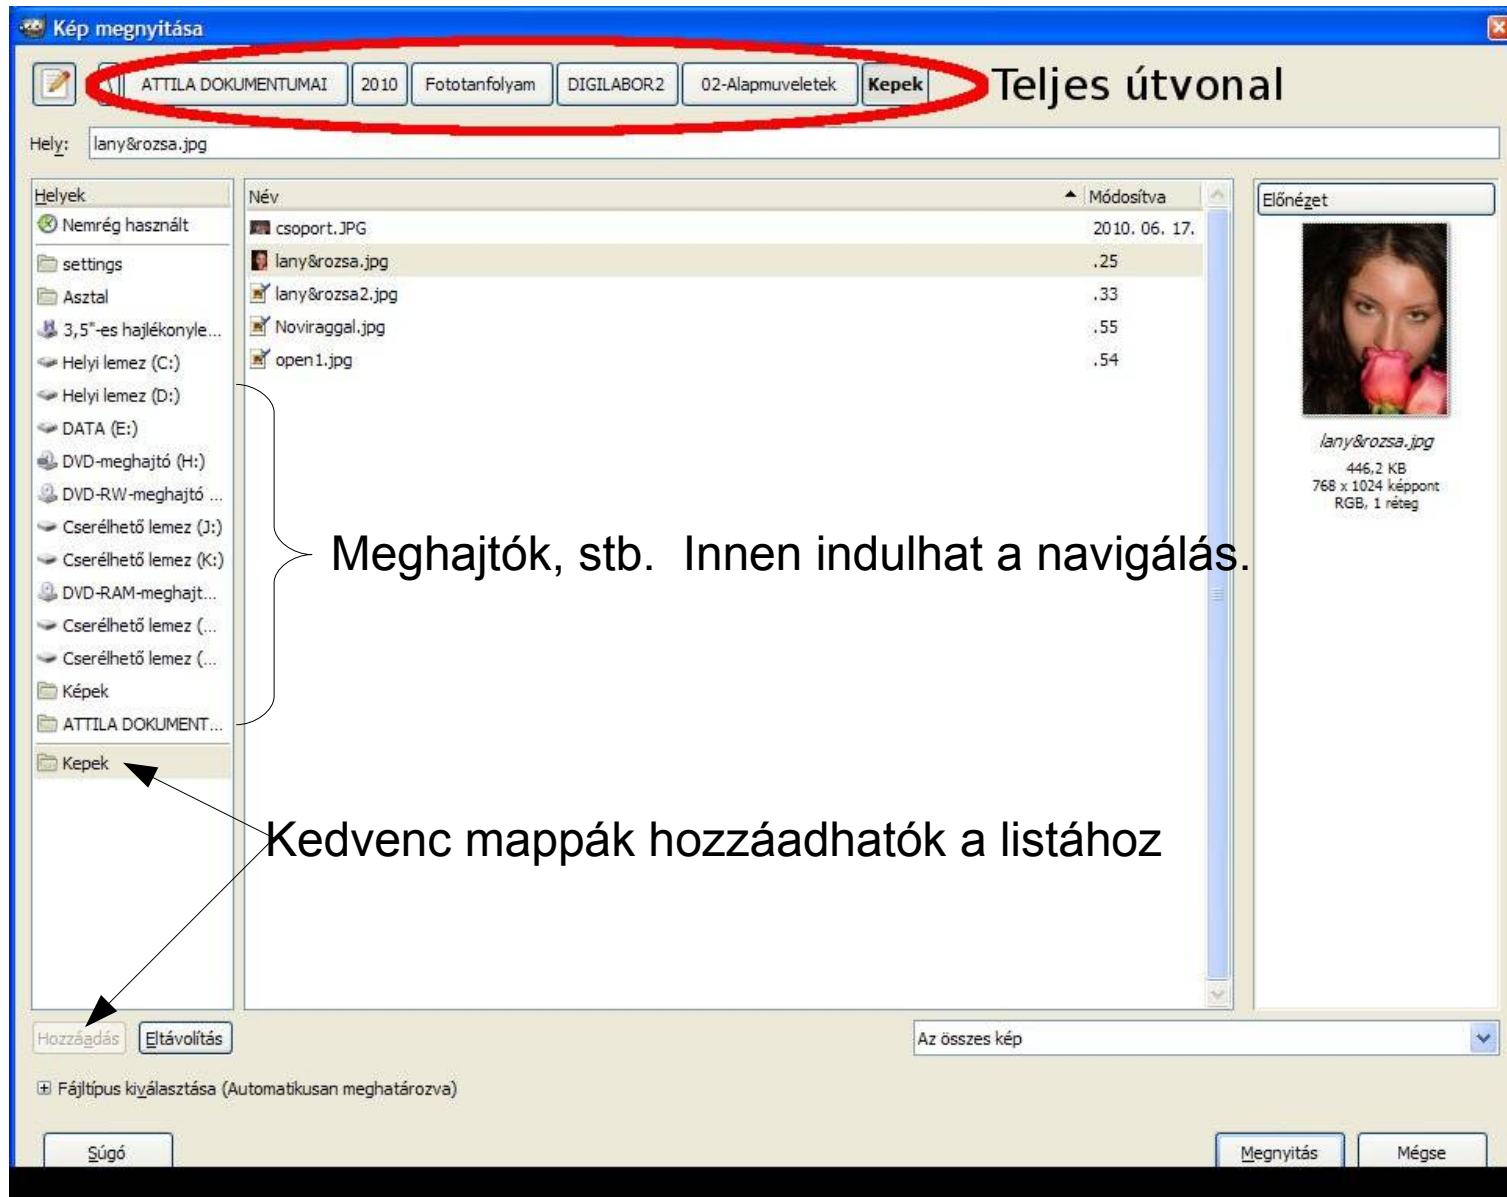 Kép megnyitása
ATTILA DOKUMENTUMAI 2010 Fototanfolyam DIGILABOR2 02-Alapmuveletek Kepek Teljes útvonal
Hely: lany&rozsa.jpg
Helyek
Nemrég használt
settings
Asztal
3,5"-es hajlékonyle...
Helyi lemez (C:)
Helyi lemez (D:)
DATA (E:)
DVD-meghajtó (H:)
DVD-RW-meghajtó ...
Cserélhető lemez (J:)
Cserélhető lemez (K:)
DVD-RAM-meghajt...
Cserélhető lemez (...
Cserélhető lemez (...
Képek
ATTILA DOKUMENT...
Kepek
Név Módosítva
csoport.JPG 2010. 06. 17.
lany&rozsa.jpg .25
lany&rozsa2.jpg .33
Noviraggal.jpg .55
open1.jpg .54
Előnézet
lany&rozsa.jpg
446,2 KB
768 x 1024 képpont
RGB, 1 réteg
Meghajtók, stb. Innen indulhat a navigálás.
Kedvenc mappák hozzáadhatók a listához
Hozzáadás Eltávolítás Az összes kép
Fájltípus kiválasztása (Automatikusan meghatározva)
Súgó Megnyitás Mégse